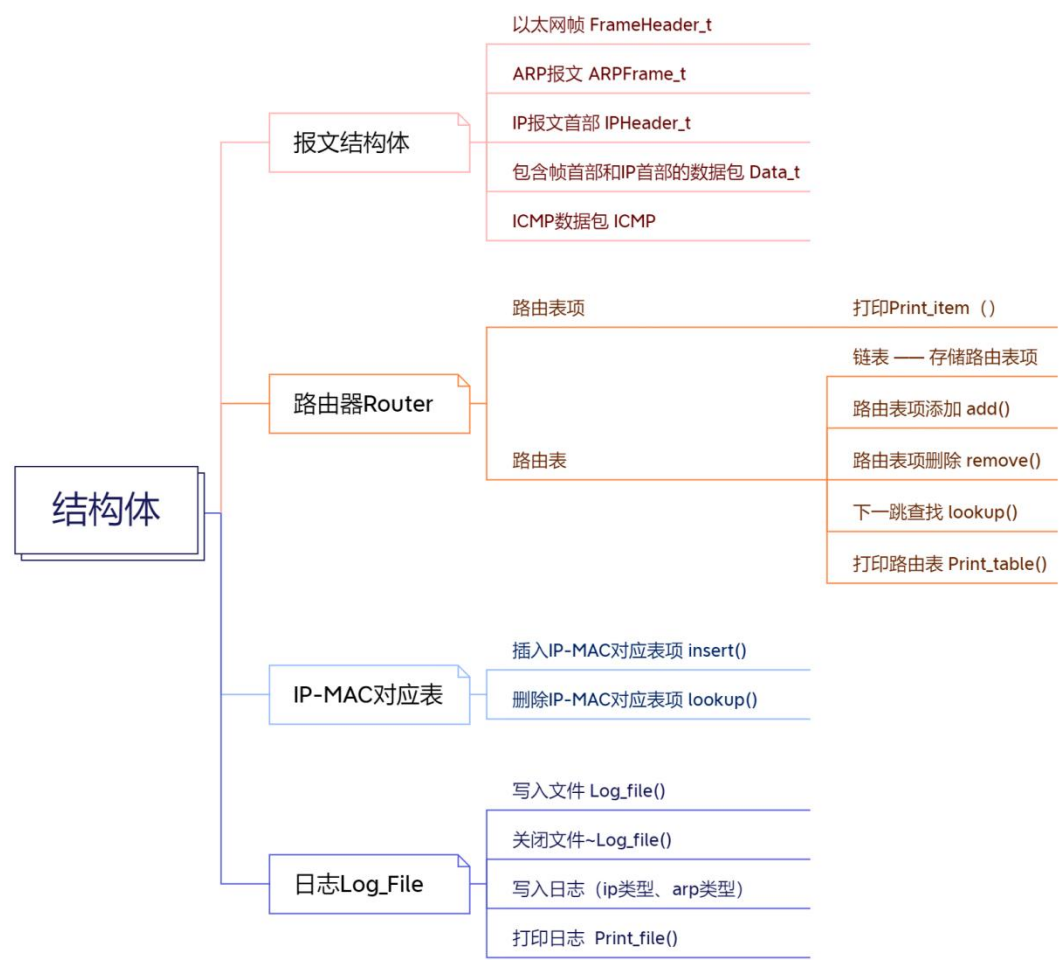 结构体
报文结构体
以太网帧 FrameHeader_t
ARP报文 ARPFrame_t
IP报文首部 IPHeader_t
包含帧首部和IP首部的数据包 Data_t
ICMP数据包 ICMP
路由器Router
路由表项
打印Print_item（）
路由表
链表 —— 存储路由表项
路由表项添加 add()
路由表项删除 remove()
下一跳查找 lookup()
打印路由表 Print_table()
IP-MAC对应表
插入IP-MAC对应表项 insert()
删除IP-MAC对应表项 lookup()
日志Log_File
写入文件 Log_file()
关闭文件~Log_file()
写入日志（ip类型、arp类型）
打印日志 Print_file()